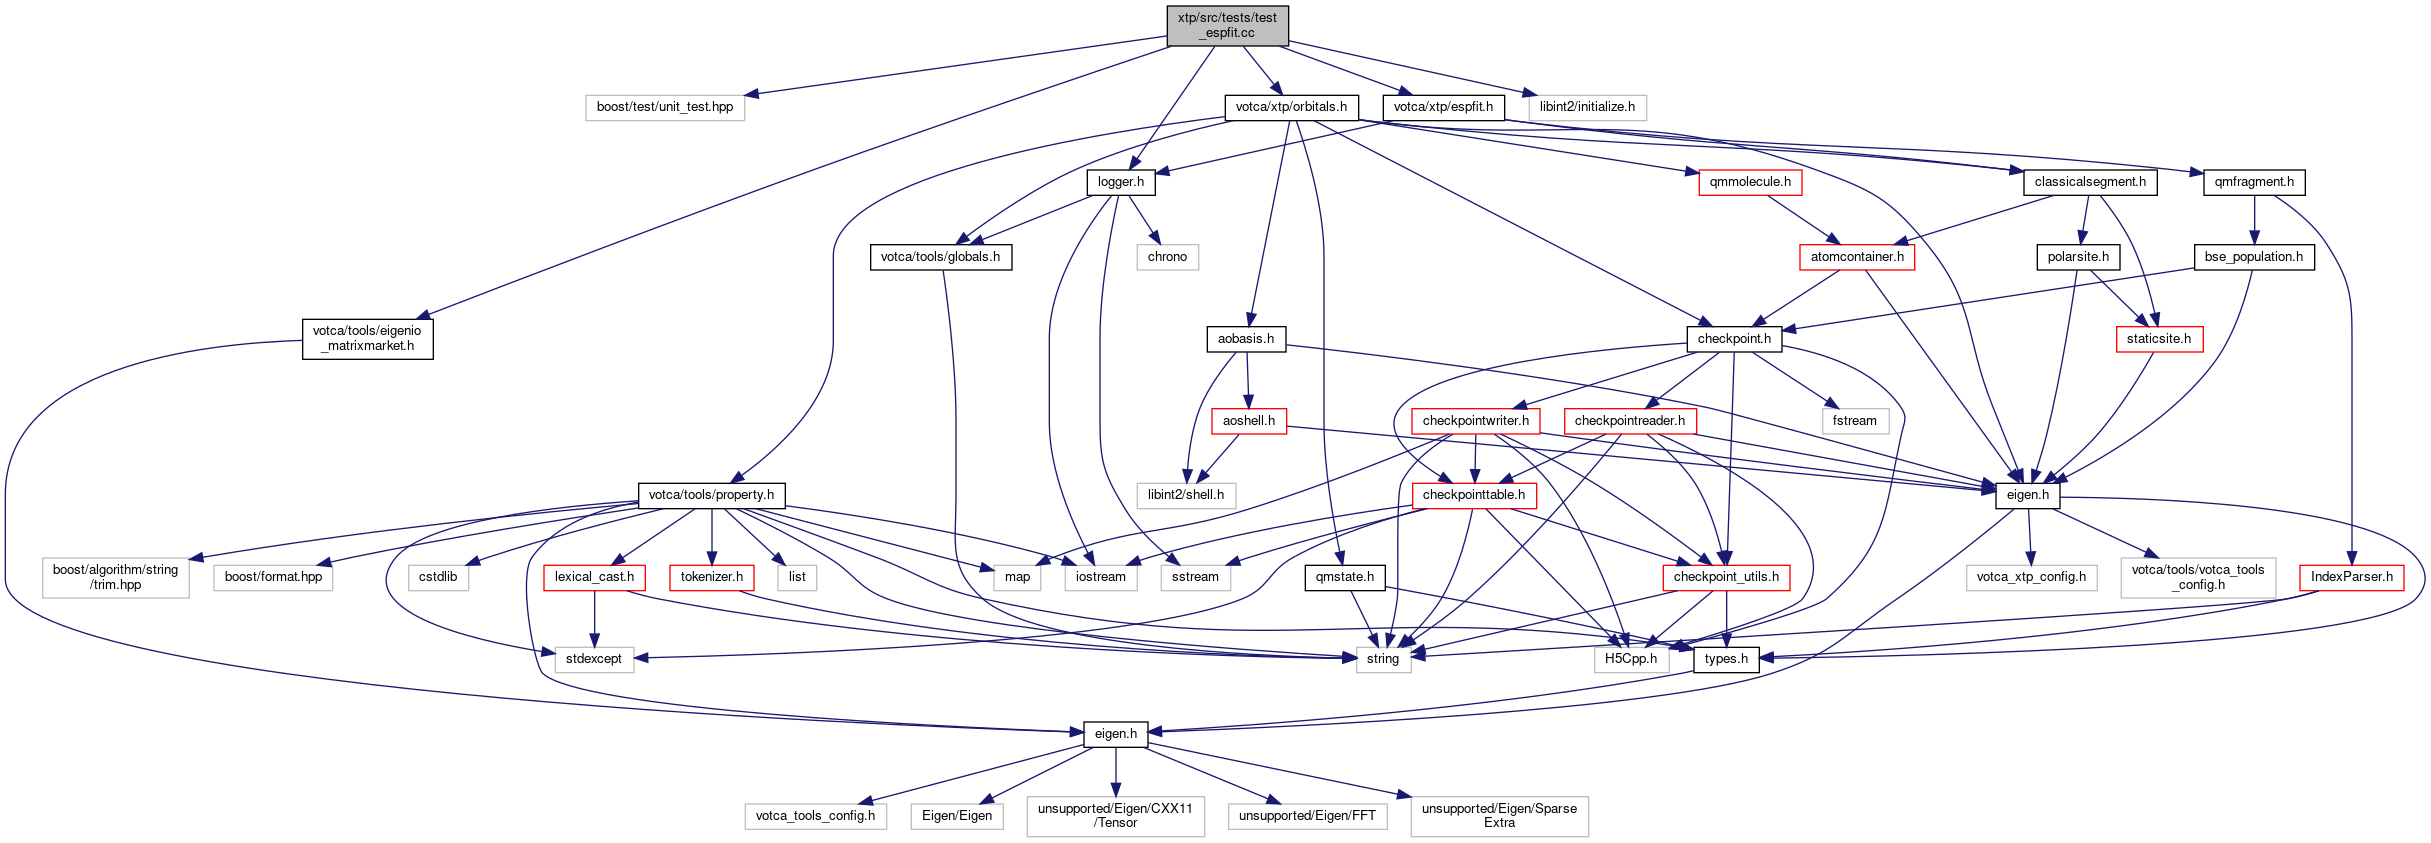 xtp/src/tests/test
_espfit.cc
boost/test/unit_test.hpp
votca/xtp/orbitals.h
votca/xtp/espfit.h
libint2/initialize.h
logger.h
qmmolecule.h
classicalsegment.h
qmfragment.h
votca/tools/globals.h
chrono
atomcontainer.h
polarsite.h
bse_population.h
votca/tools/eigenio
_matrixmarket.h
aobasis.h
checkpoint.h
staticsite.h
aoshell.h
checkpointwriter.h
checkpointreader.h
fstream
votca/tools/property.h
libint2/shell.h
checkpointtable.h
eigen.h
boost/algorithm/string
/trim.hpp
boost/format.hpp
cstdlib
lexical_cast.h
tokenizer.h
list
map
iostream
sstream
qmstate.h
checkpoint_utils.h
votca_xtp_config.h
votca/tools/votca_tools
_config.h
IndexParser.h
stdexcept
string
H5Cpp.h
types.h
eigen.h
votca_tools_config.h
Eigen/Eigen
unsupported/Eigen/CXX11
/Tensor
unsupported/Eigen/FFT
unsupported/Eigen/Sparse
Extra